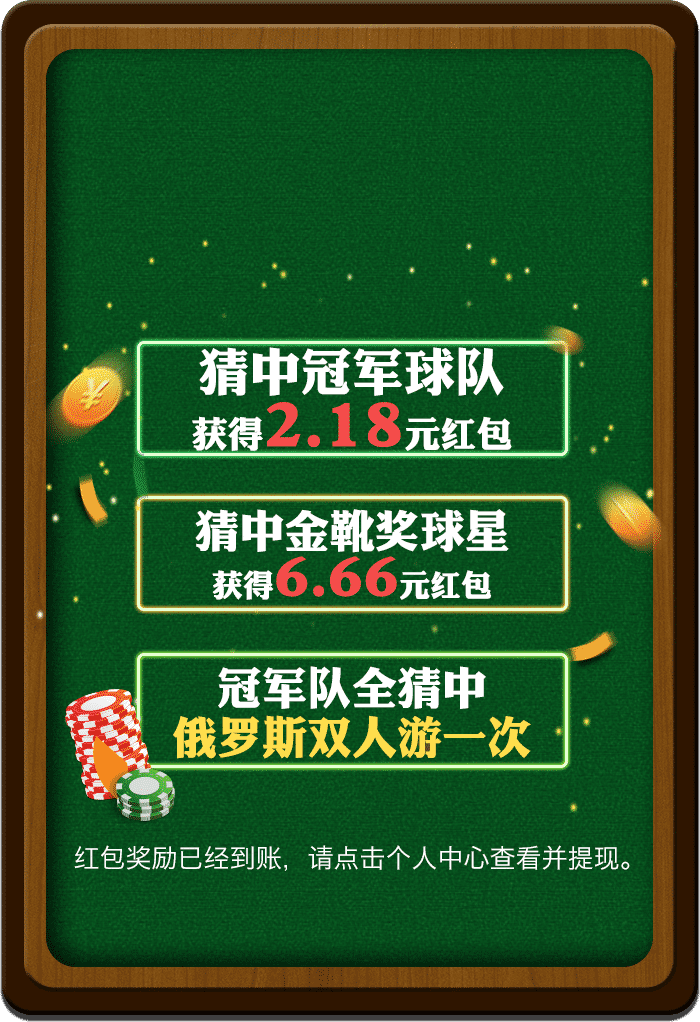 猜中冠军球队
获得2.18元红包
猜中金靴奖球星
获得6.66元红包
冠军队全猜中
俄罗斯双人游一次
红包奖励已经到账，请点击个人中心查看并提现。
¥